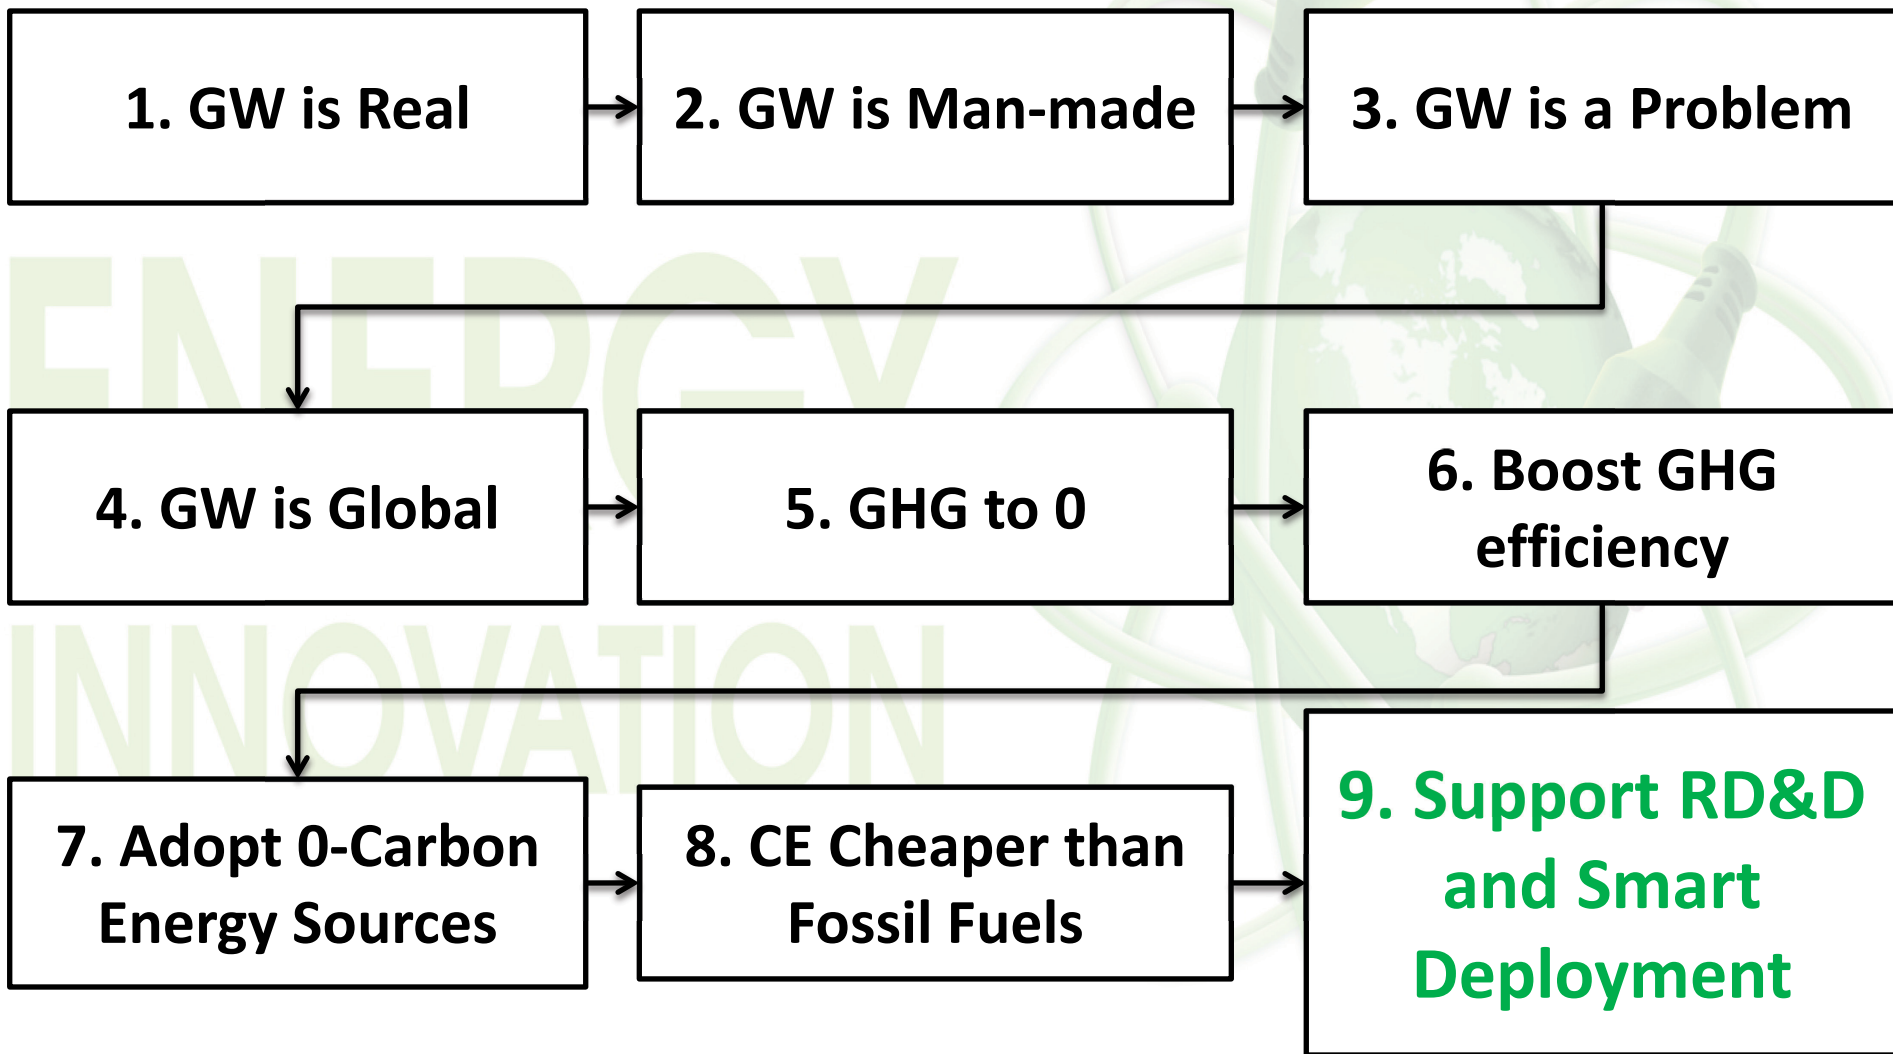 1. GW is Real
2. GW is Man-made
3. GW is a Problem
ENERGY
4. GW is Global
5. GHG to 0
6. Boost GHG
efficiency
INNOVATION
7. Adopt 0-Carbon
Energy Sources
8. CE Cheaper than
Fossil Fuels
9. Support RD&D
and Smart
Deployment